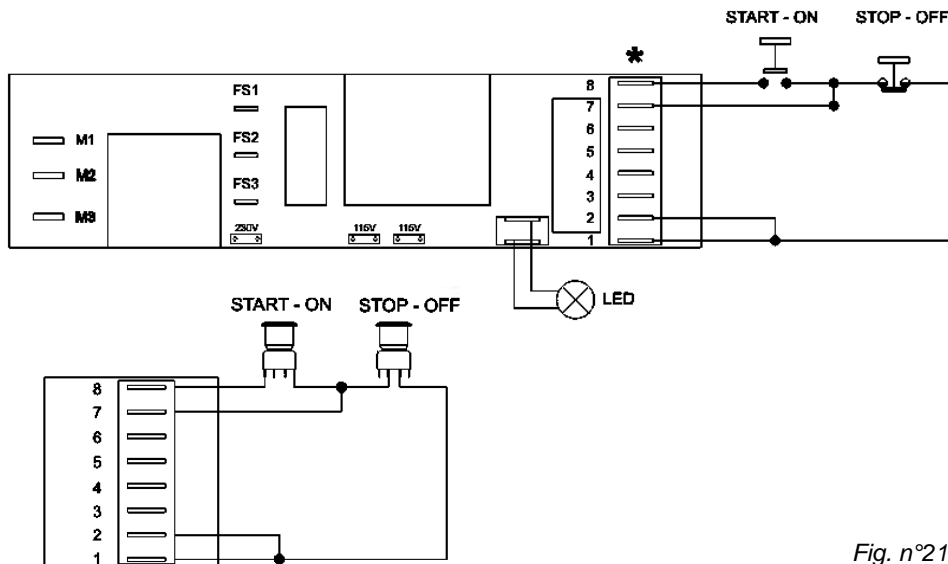 START - ON
STOP - OFF
*
8
7
6
5
4
3
2
1
FS1
FS2
FS3
M1
M2
M3
230V
115V
115V
LED
START - ON
STOP - OFF
8
7
6
5
4
3
2
1
Fig. n°21